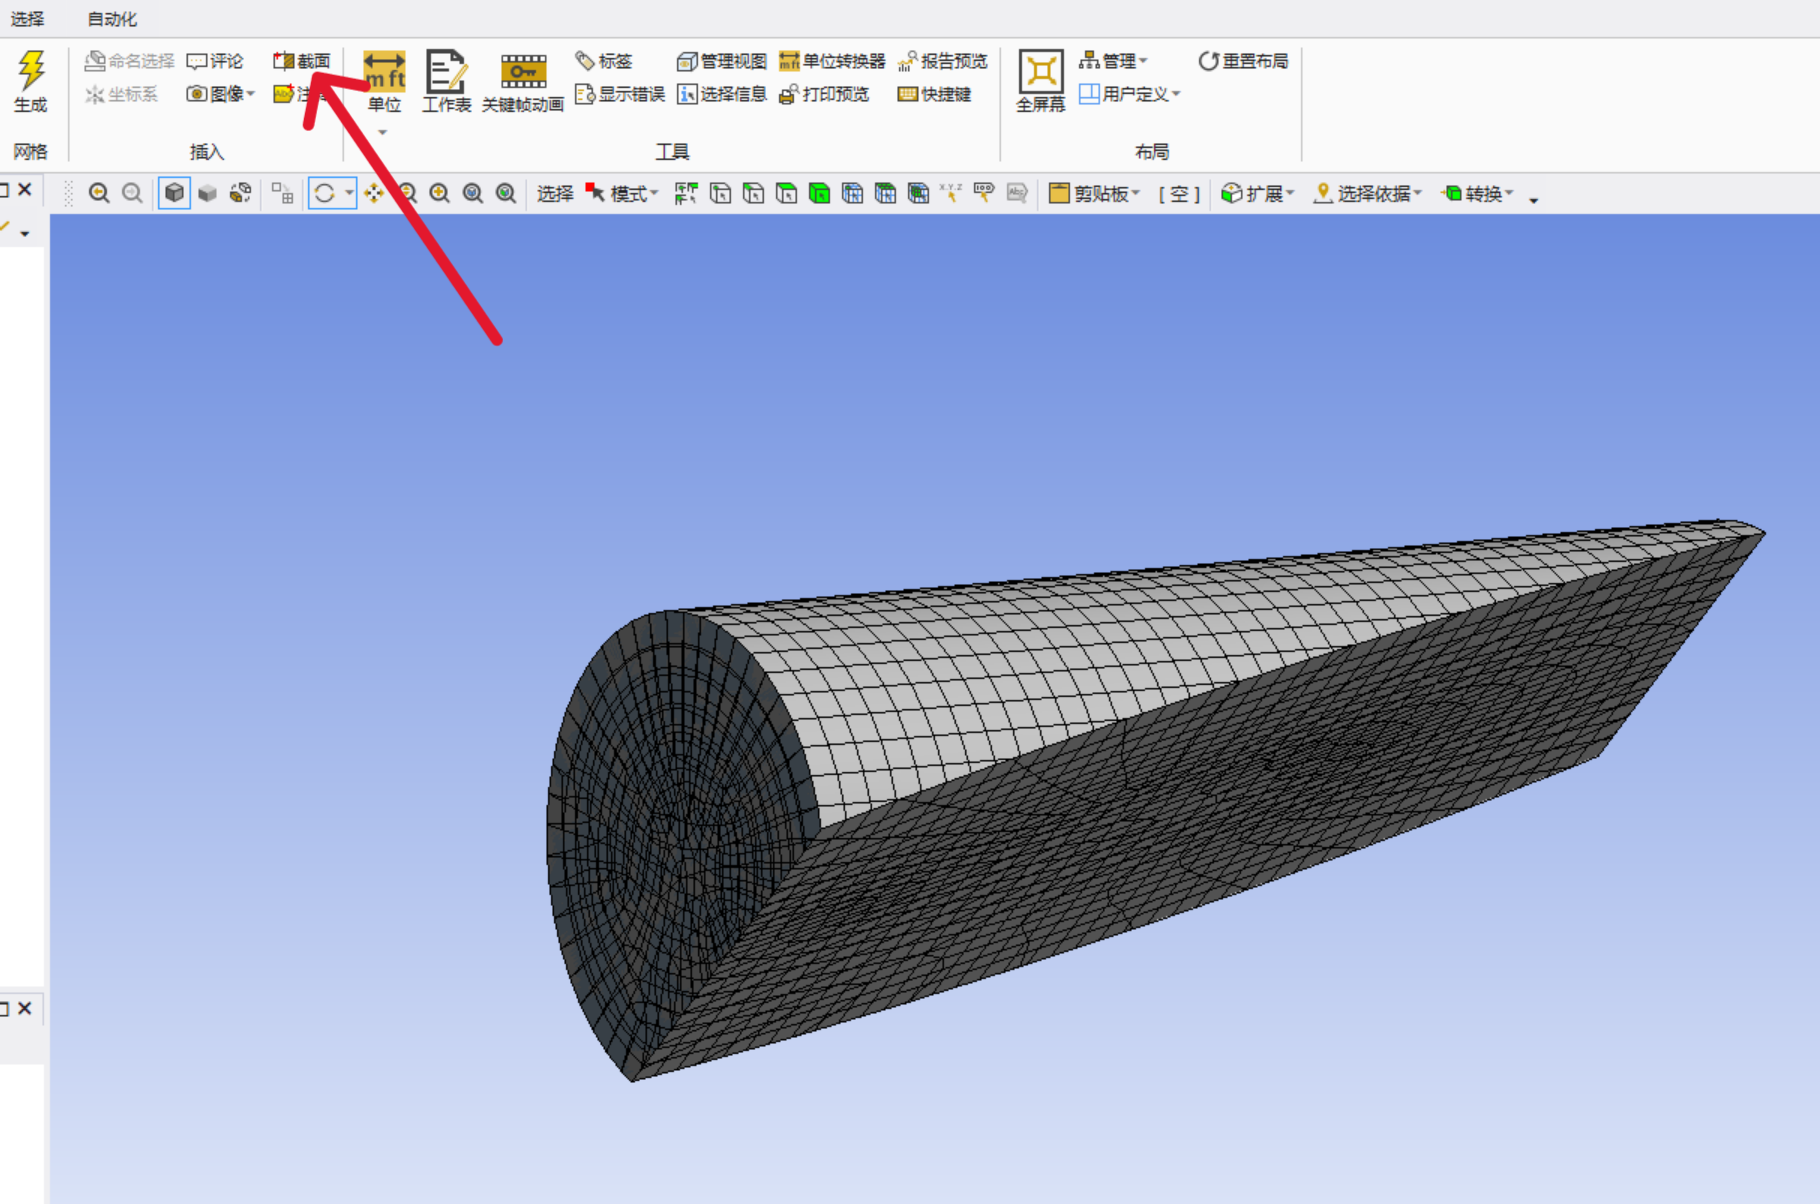 选择 自动化
命名选择 评论 截面 标签 管理视图 单位转换器 报告预览 管理 重置布局
m ft
生成 坐标系 图像 单位 工作表 关键帧动画 显示错误 选择信息 打印预览 快捷键 全屏幕 用户定义
网格 插入 工具 布局
选择 模式 剪贴板 [ 空 ] 扩展 选择依据 转换